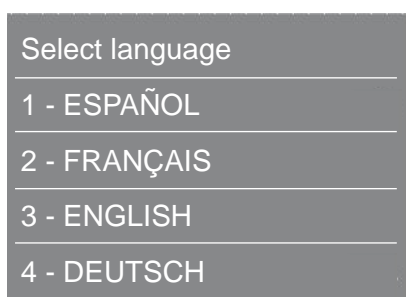 Select language
1 - ESPAÑOL
2 - FRANÇAIS
3 - ENGLISH
4 - DEUTSCH